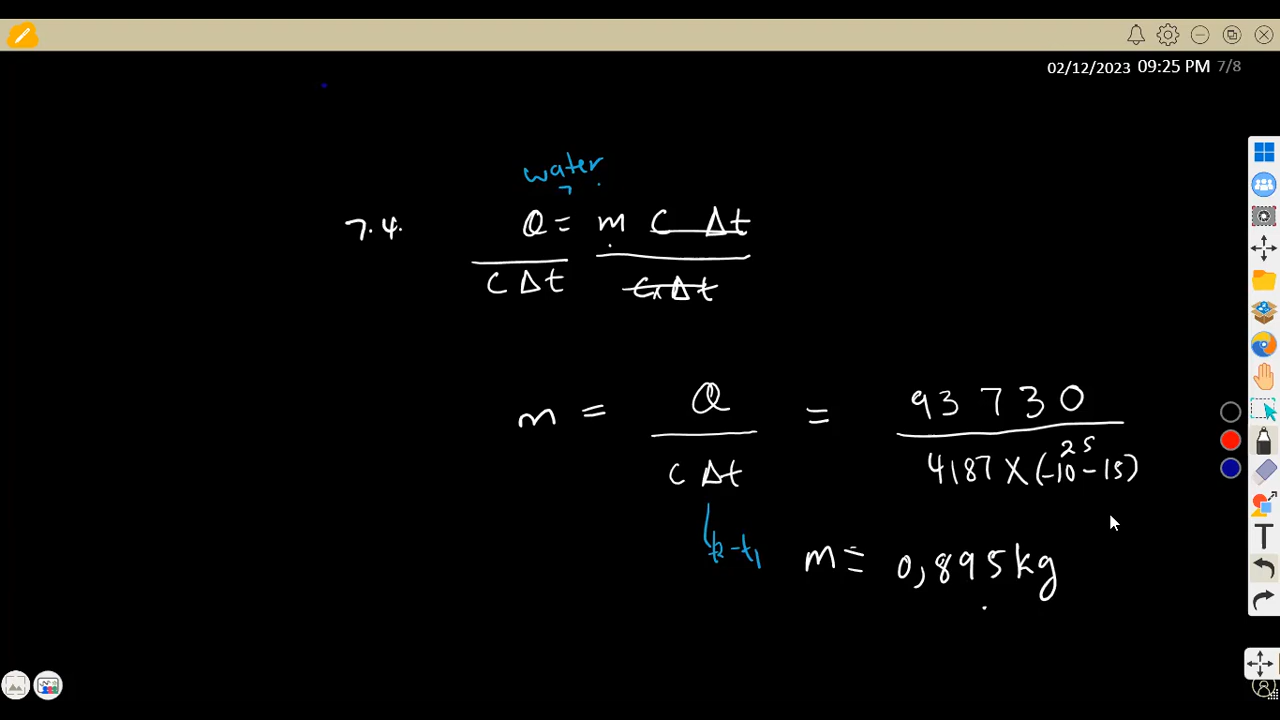 02/12/2023 09:25 PM 7/8
water
7.4. Q = m c Δt
c Δt c Δt
m = Q = 93730
c Δt 4187 X (-10 - 15)
25
t2 - t1
m = 0,895 kg
T